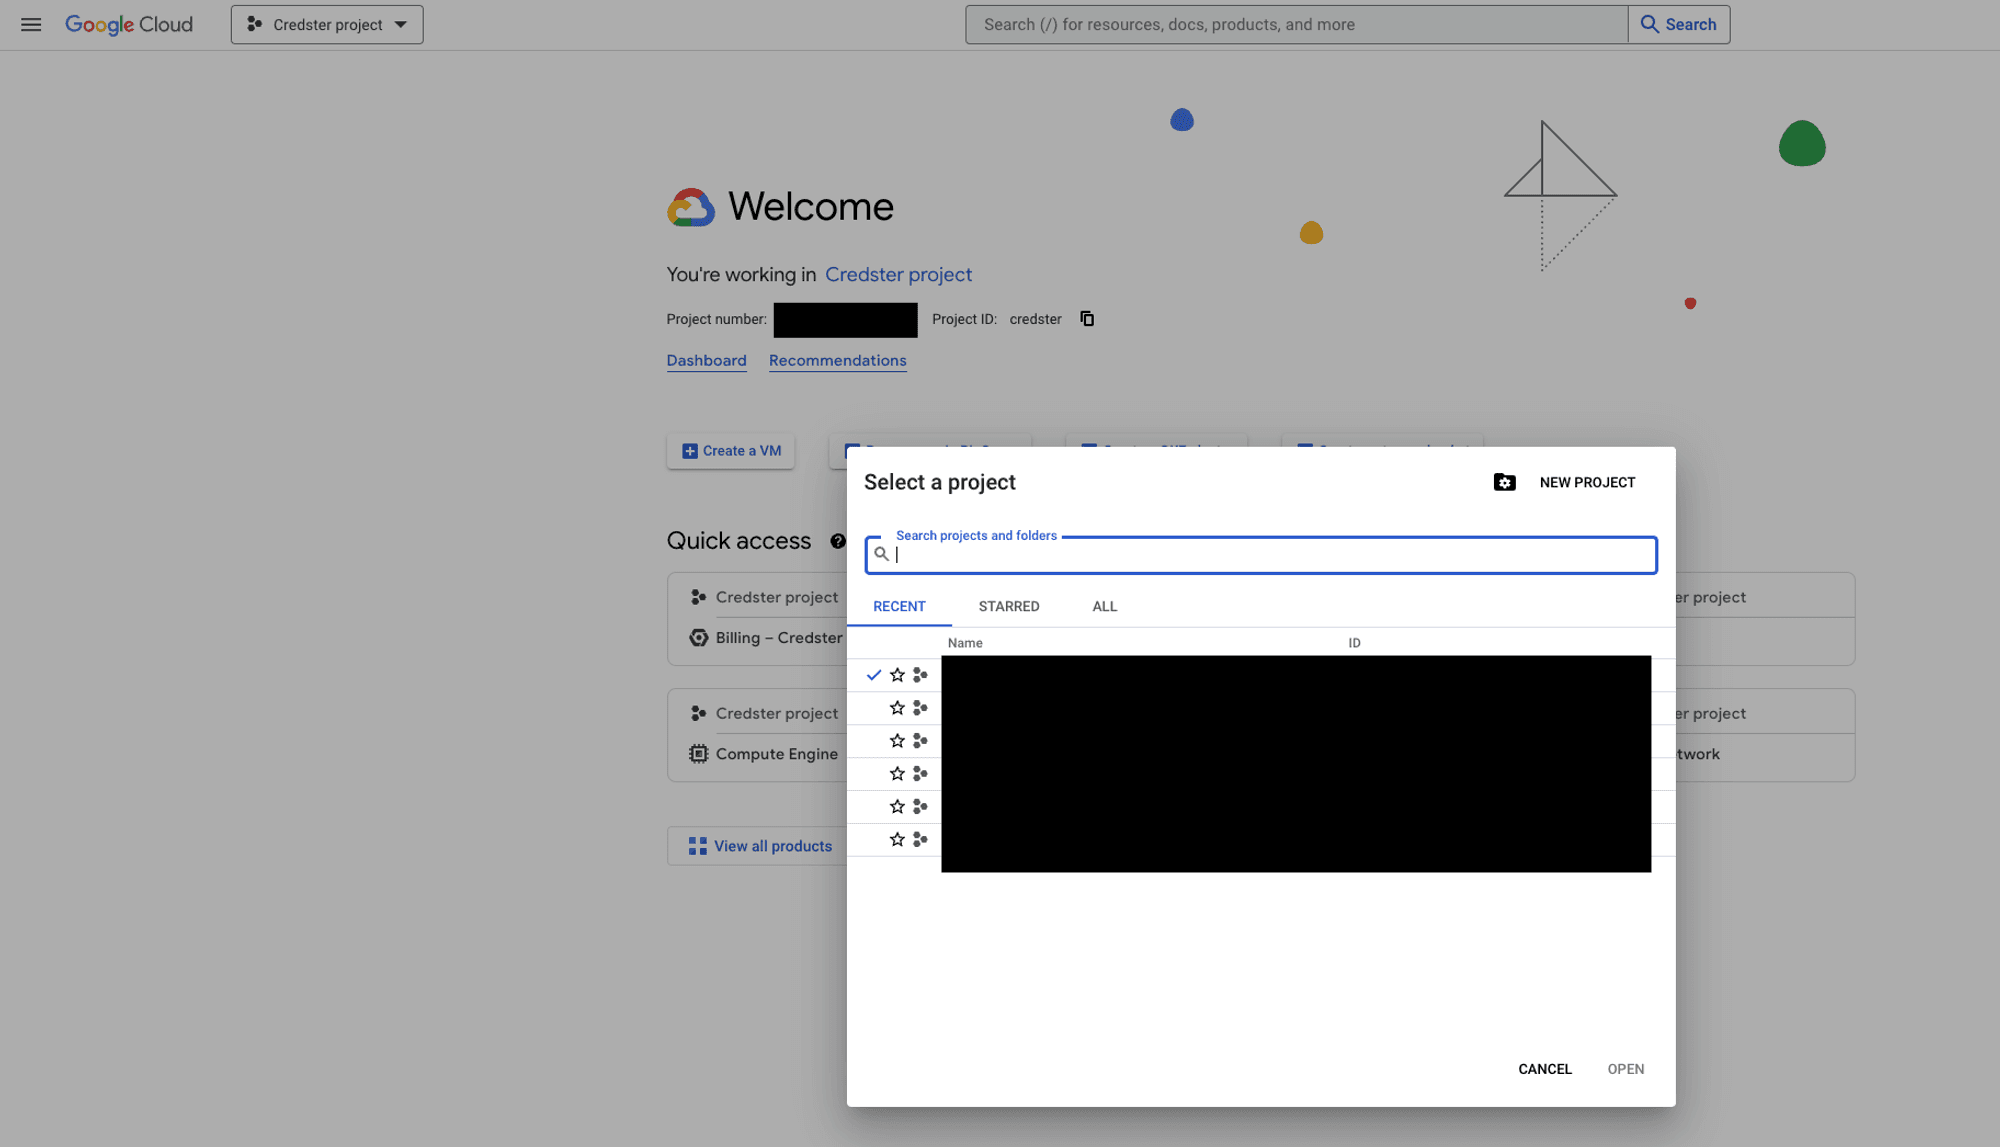 Google Cloud
Credster project
Search (/) for resources, docs, products, and more
Search
Welcome
You're working in Credster project
Project number:
Project ID: credster
Dashboard
Recommendations
Create a VM
Select a project
NEW PROJECT
Search projects and folders
RECENT
STARRED
ALL
Name
ID
CANCEL
OPEN
Quick access
Credster project
Billing – Credster
project
Credster project
Compute Engine
project
View all products